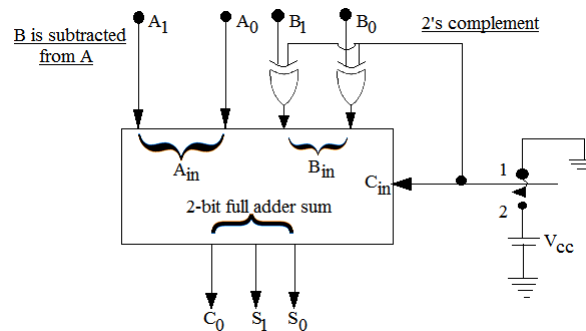 A1 A0 B1 B0
2's complement
B is subtracted
from A
Ain
Bin
Cin
1
2
2-bit full adder sum
Vcc
C0 S1 S0